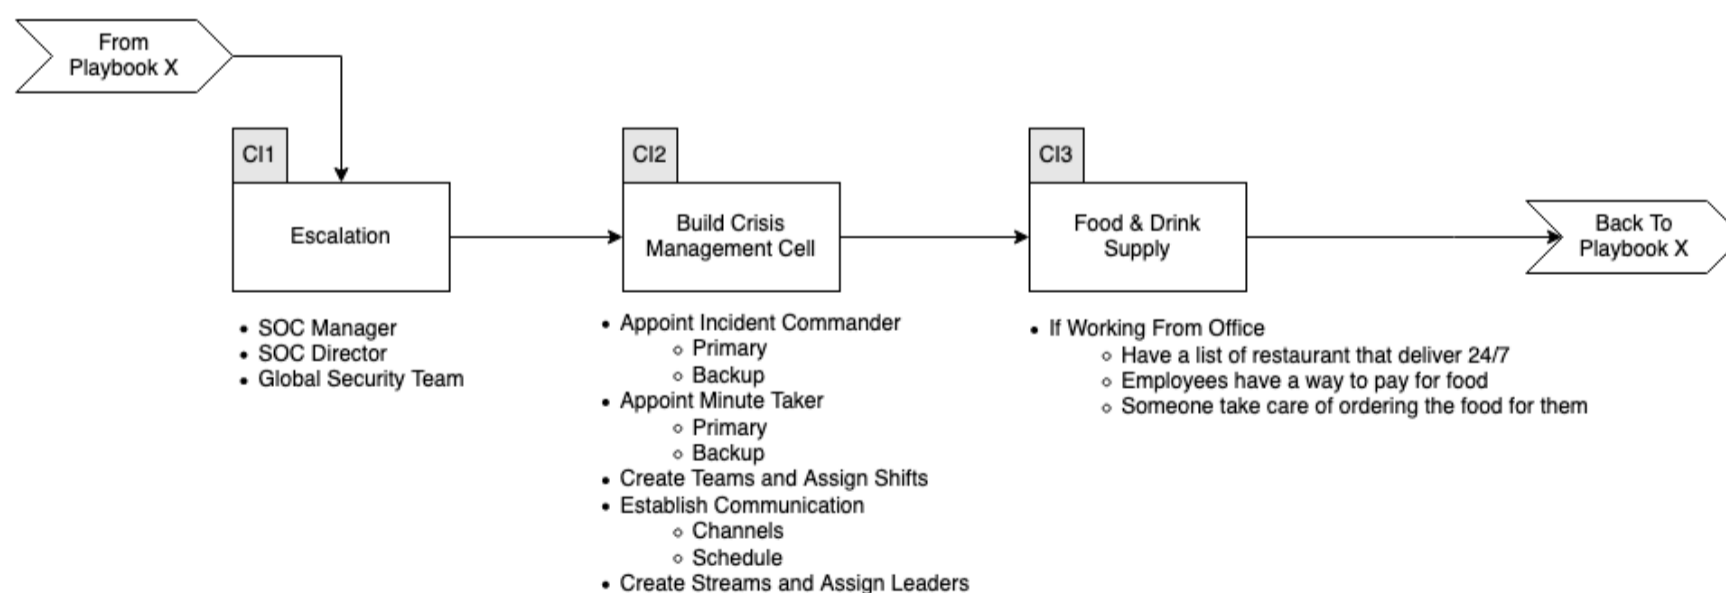 From
Playbook X
CI1
Escalation
• SOC Manager
• SOC Director
• Global Security Team
CI2
Build Crisis
Management Cell
• Appoint Incident Commander
◦ Primary
◦ Backup
• Appoint Minute Taker
◦ Primary
◦ Backup
• Create Teams and Assign Shifts
• Establish Communication
◦ Channels
◦ Schedule
• Create Streams and Assign Leaders
CI3
Food & Drink
Supply
• If Working From Office
◦ Have a list of restaurant that deliver 24/7
◦ Employees have a way to pay for food
◦ Someone take care of ordering the food for them
Back To
Playbook X